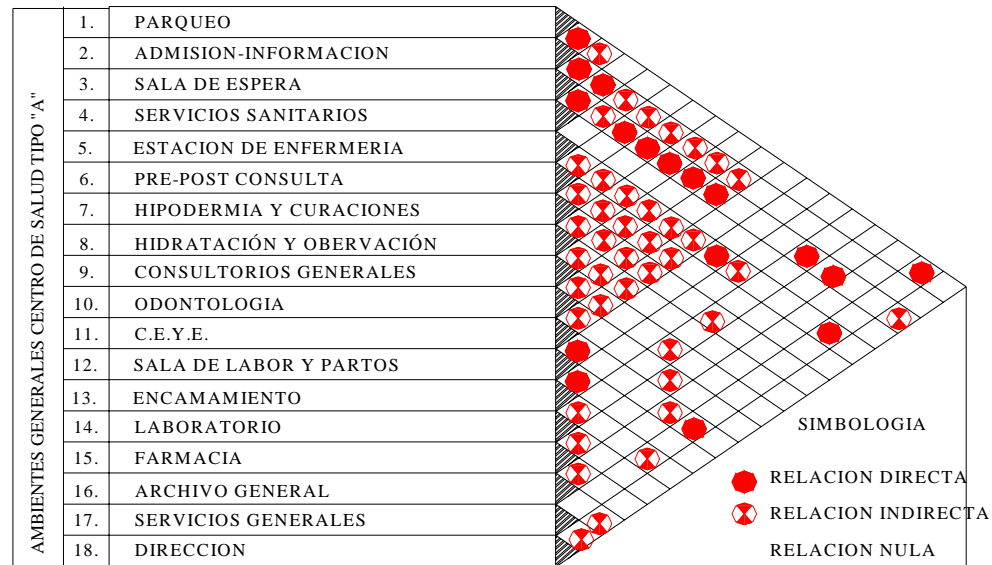 AMBIENTES GENERALES CENTRO DE SALUD TIPO "A"
1. PARQUEO
2. ADMISION-INFORMACION
3. SALA DE ESPERA
4. SERVICIOS SANITARIOS
5. ESTACION DE ENFERMERIA
6. PRE-POST CONSULTA
7. HIPODERMIA Y CURACIONES
8. HIDRATACIÓN Y OBERVACIÓN
9. CONSULTORIOS GENERALES
10. ODONTOLOGIA
11. C.E.Y.E.
12. SALA DE LABOR Y PARTOS
13. ENCAMAMIENTO
14. LABORATORIO
15. FARMACIA
16. ARCHIVO GENERAL
17. SERVICIOS GENERALES
18. DIRECCION
SIMBOLOGIA
RELACION DIRECTA
RELACION INDIRECTA
RELACION NULA